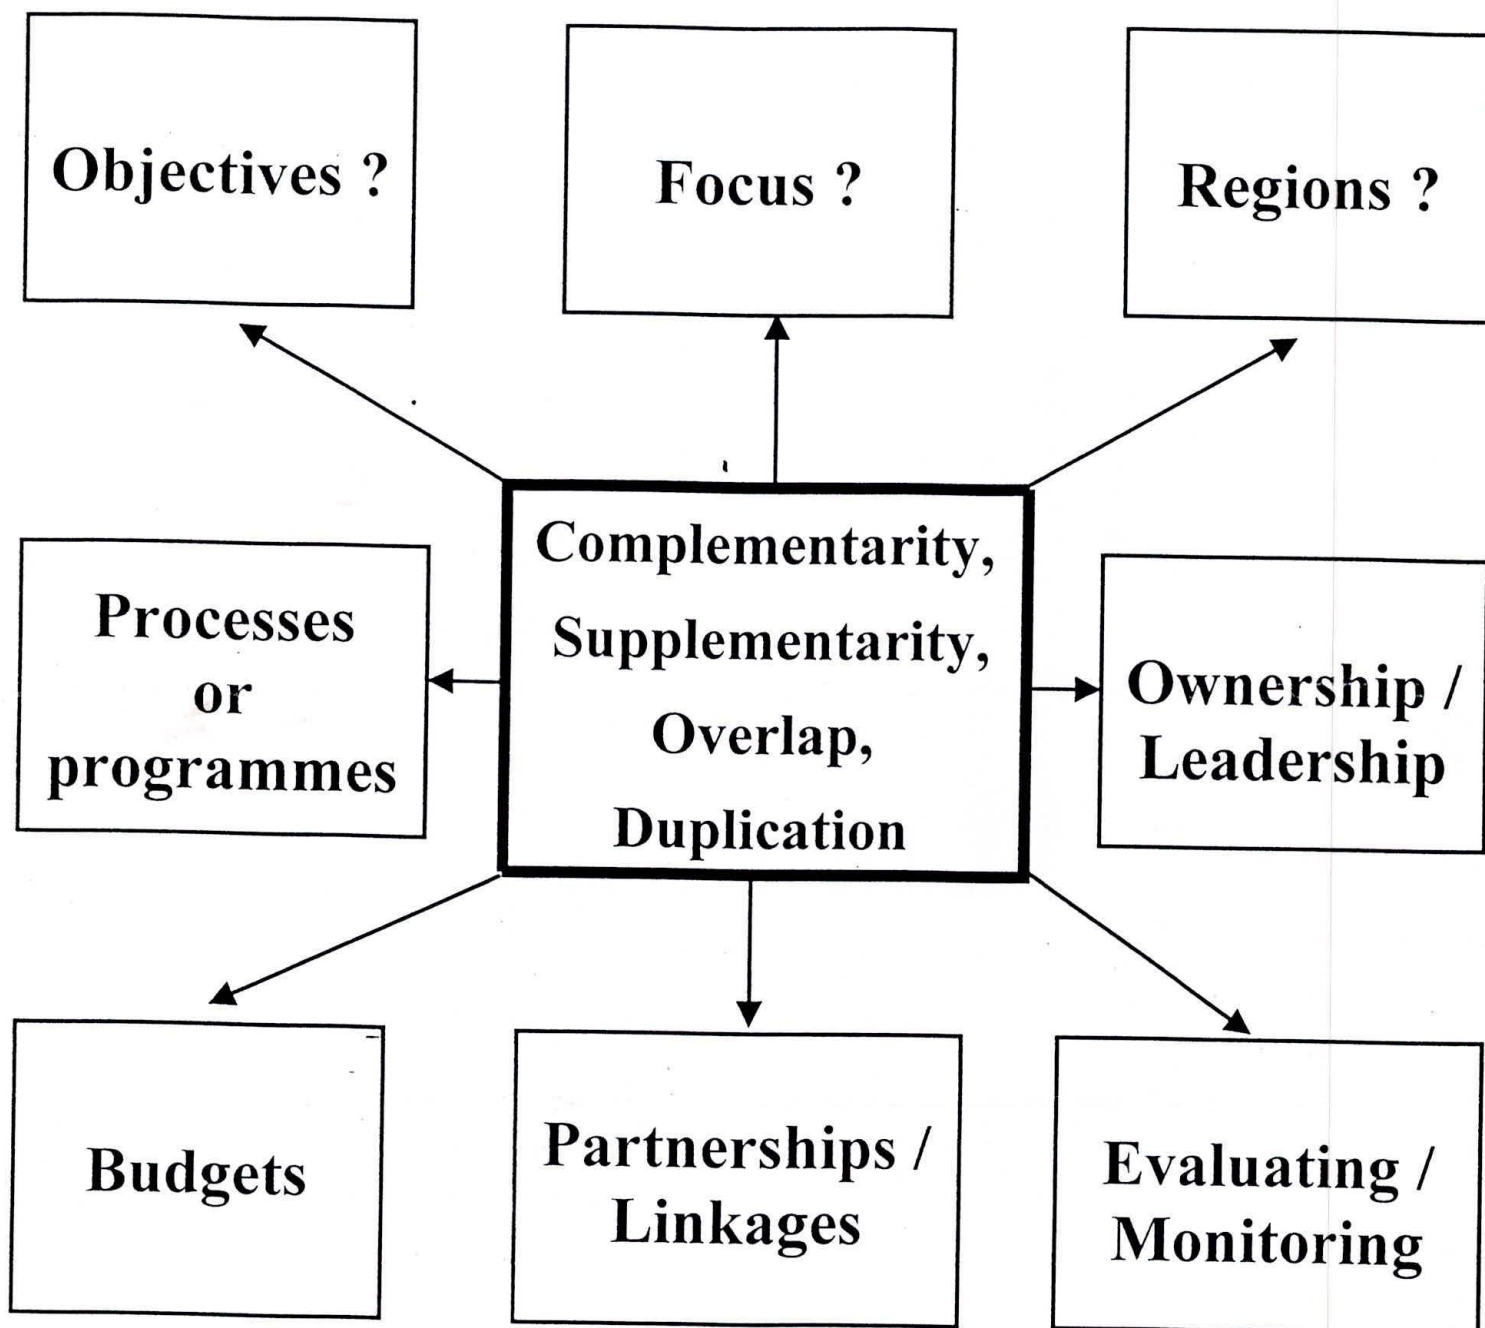 Objectives ?
Focus ?
Regions ?
Complementarity,
Supplementarity,
Overlap,
Duplication
Processes
or
programmes
Ownership /
Leadership
Budgets
Partnerships /
Linkages
Evaluating /
Monitoring